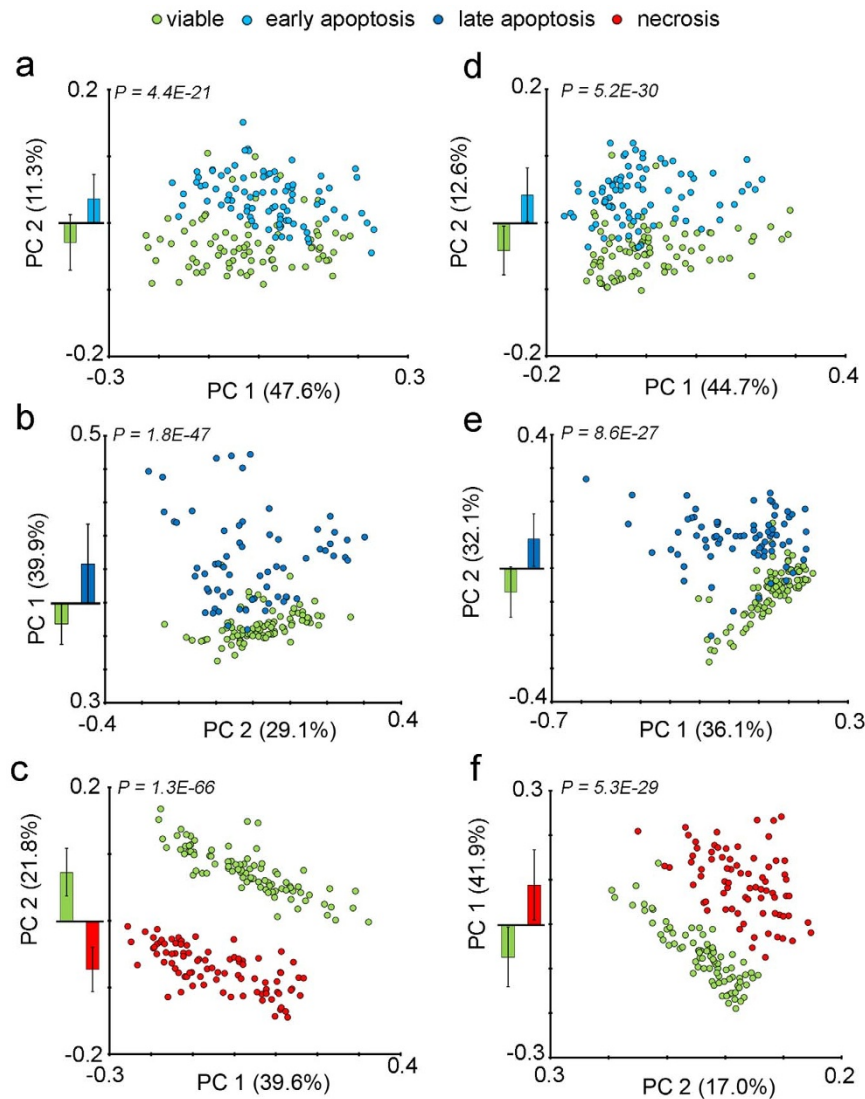 viable early apoptosis late apoptosis necrosis
a
P = 4.4E-21
0.2
PC 2 (11.3%)
-0.2
-0.3
0.3
PC 1 (47.6%)
d
P = 5.2E-30
0.2
PC 2 (12.6%)
-0.2
-0.2
0.4
PC 1 (44.7%)
b
P = 1.8E-47
0.5
PC 1 (39.9%)
0.3
-0.4
0.4
PC 2 (29.1%)
e
P = 8.6E-27
0.4
PC 2 (32.1%)
-0.4
-0.7
0.3
PC 1 (36.1%)
c
P = 1.3E-66
0.2
PC 2 (21.8%)
-0.2
-0.3
0.4
PC 1 (39.6%)
f
P = 5.3E-29
0.3
PC 1 (41.9%)
-0.3
0.3
0.2
PC 2 (17.0%)